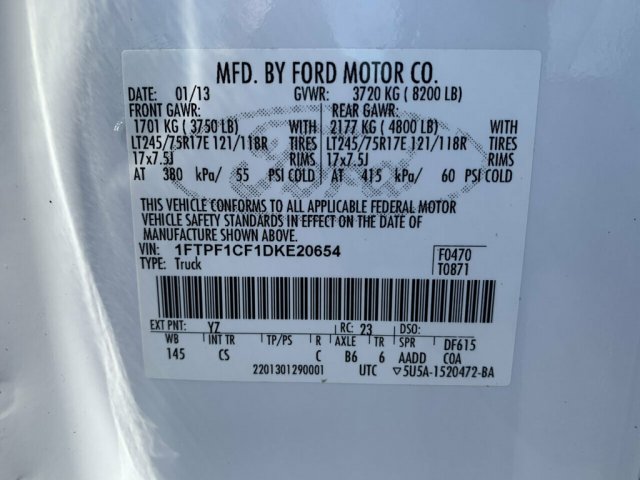 MFD. BY FORD MOTOR CO.
DATE: 01/13 GVWR: 3720 KG ( 8200 LB)
FRONT GAWR: REAR GAWR:
1701 KG ( 3750 LB) WITH 2177 KG ( 4800 LB) WITH
LT245/75R17E 121/118R TIRES LT245/75R17E 121/118R TIRES
17x7.5J RIMS 17x7.5J RIMS
AT 380 kPa/ 55 PSI COLD AT 415 kPa/ 60 PSI COLD
THIS VEHICLE CONFORMS TO ALL APPLICABLE FEDERAL MOTOR
VEHICLE SAFETY STANDARDS IN EFFECT ON THE DATE OF
MANUFACTURE SHOWN ABOVE.
VIN: 1FTPF1CF1DKE20654 F0470
TYPE: Truck T0871
EXT PNT: YZ RC: 23 DSO:
WB INT TR TP/PS R AXLE TR SPR DF615
145 CS C B6 6 AADD COA
2201301290001 UTC ▽5U5A-1520472-BA